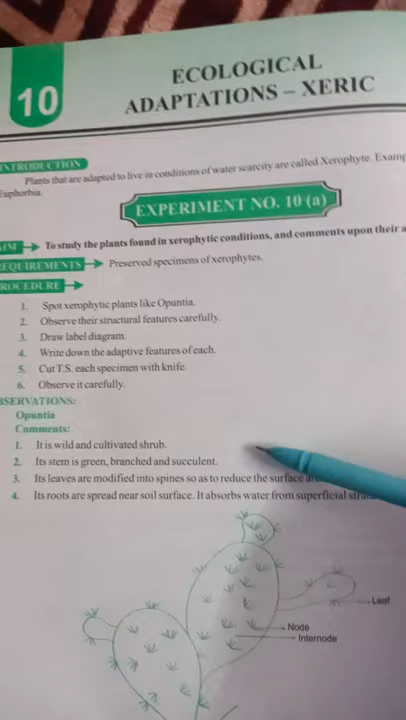 10
ECOLOGICAL
ADAPTATIONS – XERIC
INTRODUCTION
Plants that are adapted to live in conditions of water scarcity are called Xerophyte.
Euphorbia.
EXPERIMENT NO. 10 (a)
To study the plants found in xerophytic conditions, and comments upon their
REQUIREMENTS Preserved specimens of xerophytes.
ROCEDURE
1. Spot xerophytic plants like Opuntia.
2. Observe their structural features carefully.
3. Draw label diagram.
4. Write down the adaptive features of each.
5. Cut T.S. each specimen with knife.
6. Observe it carefully.
BSERVATIONS:
Opuntia
Comments:
1. It is wild and cultivated shrub.
2. Its stem is green, branched and succulent.
3. Its leaves are modified into spines so as to reduce the surface
4. Its roots are spread near soil surface. It absorbs water from superficial
Leaf
Node
Internode